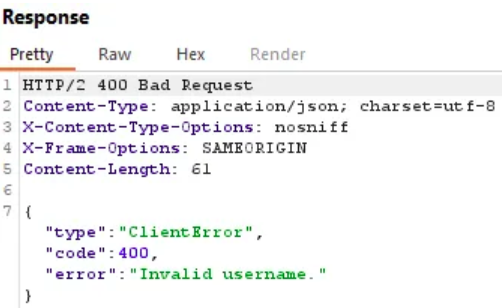 Response
Pretty Raw Hex Render
1 HTTP/2 400 Bad Request
2 Content-Type: application/json; charset=utf-8
3 X-Content-Type-Options: nosniff
4 X-Frame-Options: SAMEORIGIN
5 Content-Length: 61
6
7 {
"type":"ClientError",
"code":400,
"error":"Invalid username."
}